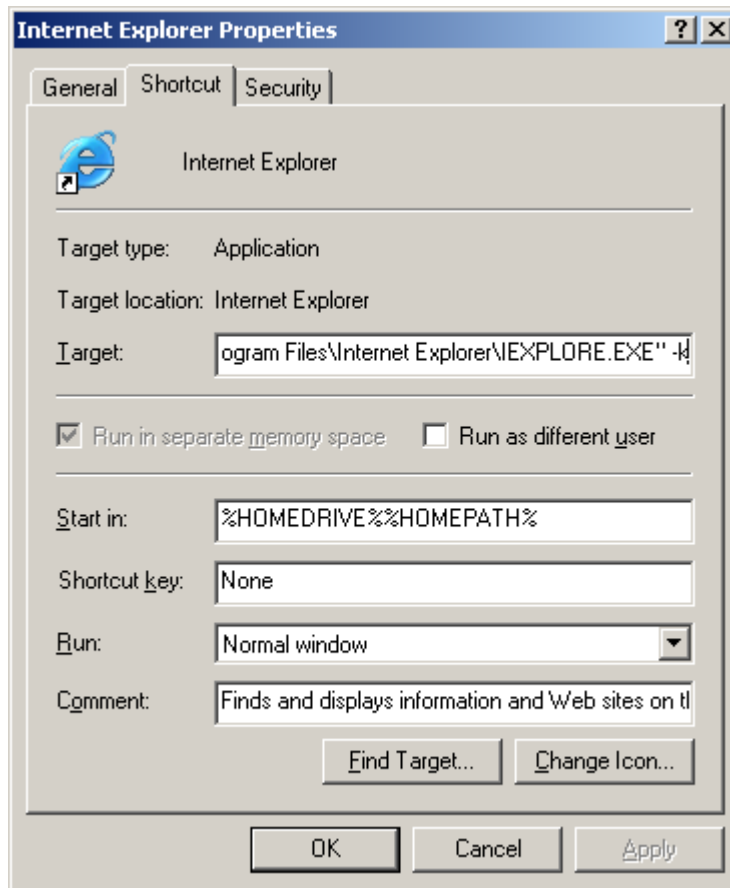 Internet Explorer Properties
General Shortcut Security
Internet Explorer
Target type: Application
Target location: Internet Explorer
Target: ogram Files\Internet Explorer\IEXPLORE.EXE" -k
Run in separate memory space Run as different user
Start in: %HOMEDRIVE%%HOMEPATH%
Shortcut key: None
Run: Normal window
Comment: Finds and displays information and Web sites on
Find Target... Change Icon...
OK Cancel Apply